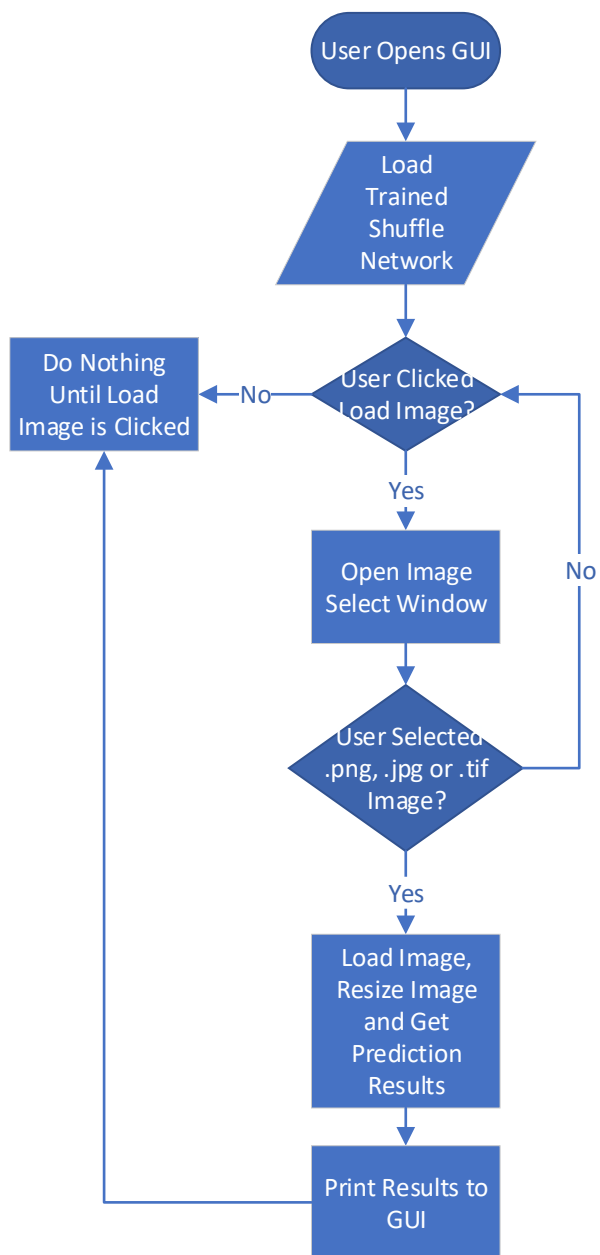 User Opens GUI
Load
Trained
Shuffle
Network
Do Nothing
Until Load
Image is Clicked
No
User Clicked
Load Image?
Yes
Open Image
Select Window
No
User Selected
.png, .jpg or .tif
Image?
Yes
Load Image,
Resize Image
and Get
Prediction
Results
Print Results to
GUI